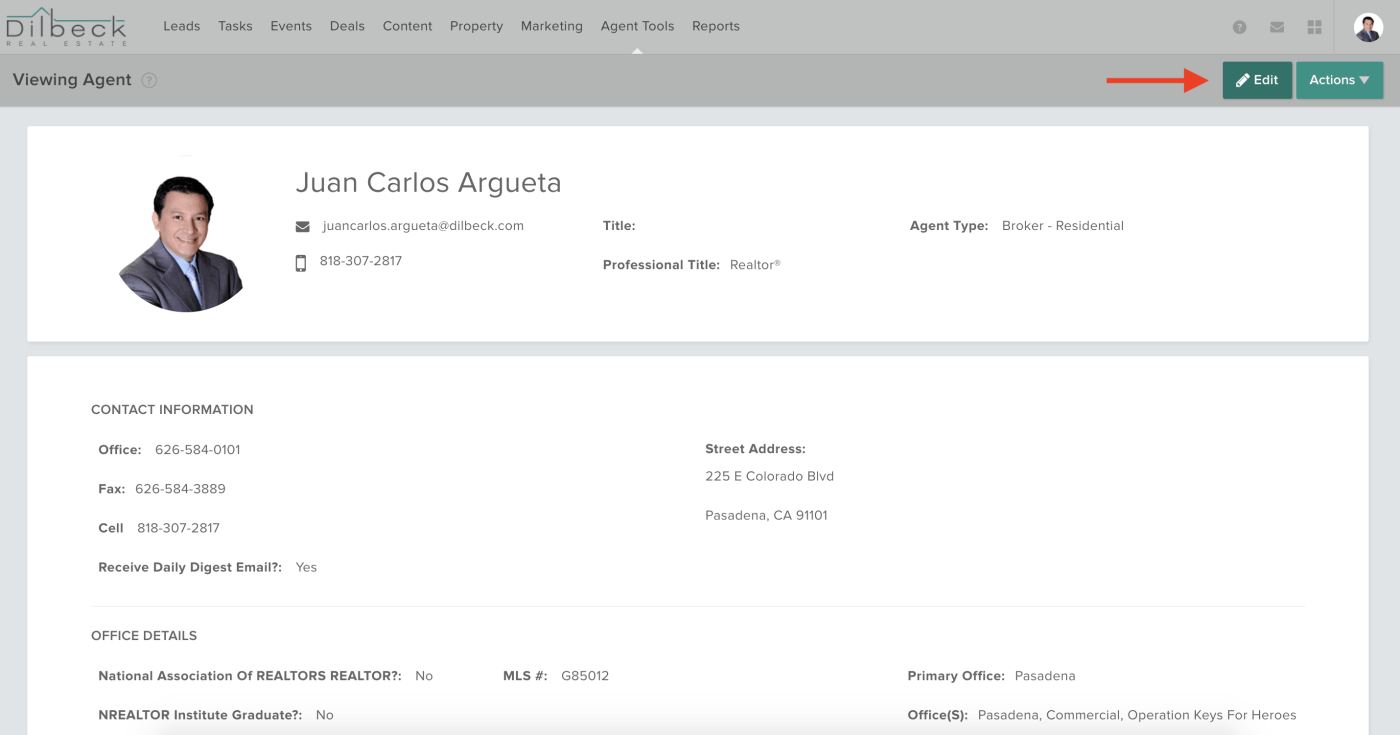 Dilbeck
REAL ESTATE
Leads Tasks Events Deals Content Property Marketing Agent Tools Reports
?
Viewing Agent ?
Edit
Actions
Juan Carlos Argueta
juancarlos.argueta@dilbeck.com
818-307-2817
Title:
Professional Title: Realtor®
Agent Type: Broker - Residential
CONTACT INFORMATION
Office: 626-584-0101
Fax: 626-584-3889
Cell 818-307-2817
Receive Daily Digest Email?: Yes
Street Address:
225 E Colorado Blvd
Pasadena, CA 91101
OFFICE DETAILS
National Association Of REALTORS REALTOR?: No
MLS #: G85012
Primary Office: Pasadena
NREALTOR Institute Graduate?: No
Office(S): Pasadena, Commercial, Operation Keys For Heroes